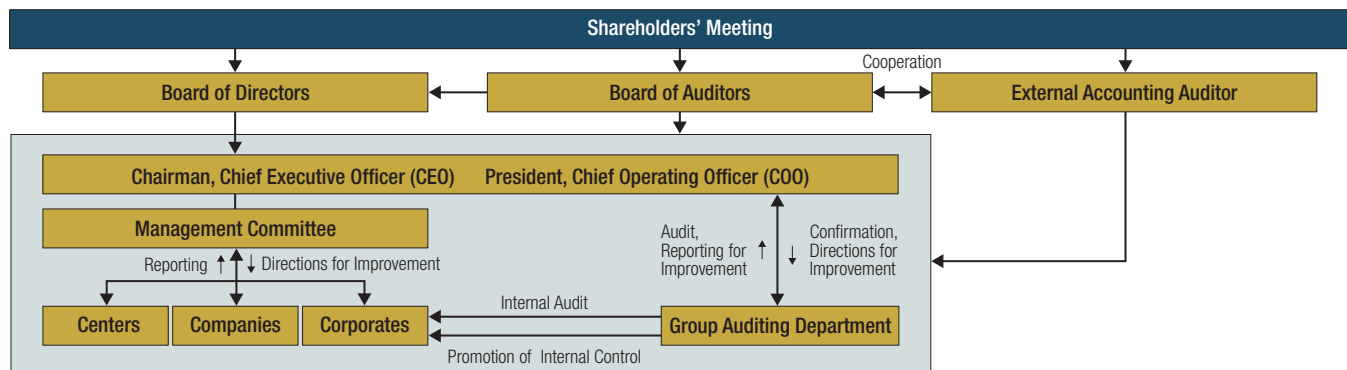 Shareholders’ Meeting
Cooperation
Board of Directors
Board of Auditors
External Accounting Auditor
Chairman, Chief Executive Officer (CEO)
President, Chief Operating Officer (COO)
Management Committee
Reporting ↑ ↓ Directions for Improvement
Audit,
Reporting for ↑
Improvement
Confirmation,
↓ Directions for
Improvement
Centers
Companies
Corporates
Internal Audit
Group Auditing Department
Promotion of Internal Control